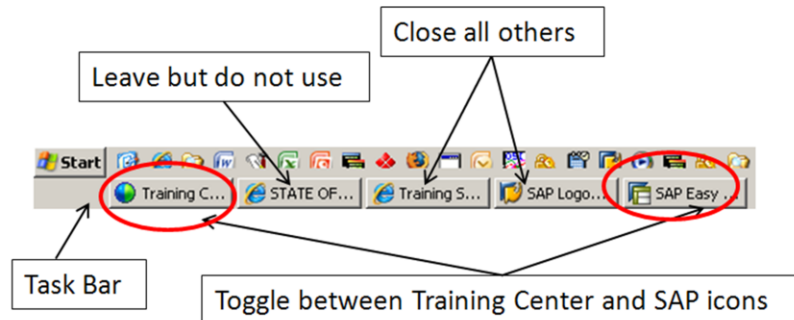 Close all others
Leave but do not use
Start
Training C...
STATE OF...
Training S...
SAP Logo...
SAP Easy ...
Task Bar
Toggle between Training Center and SAP icons